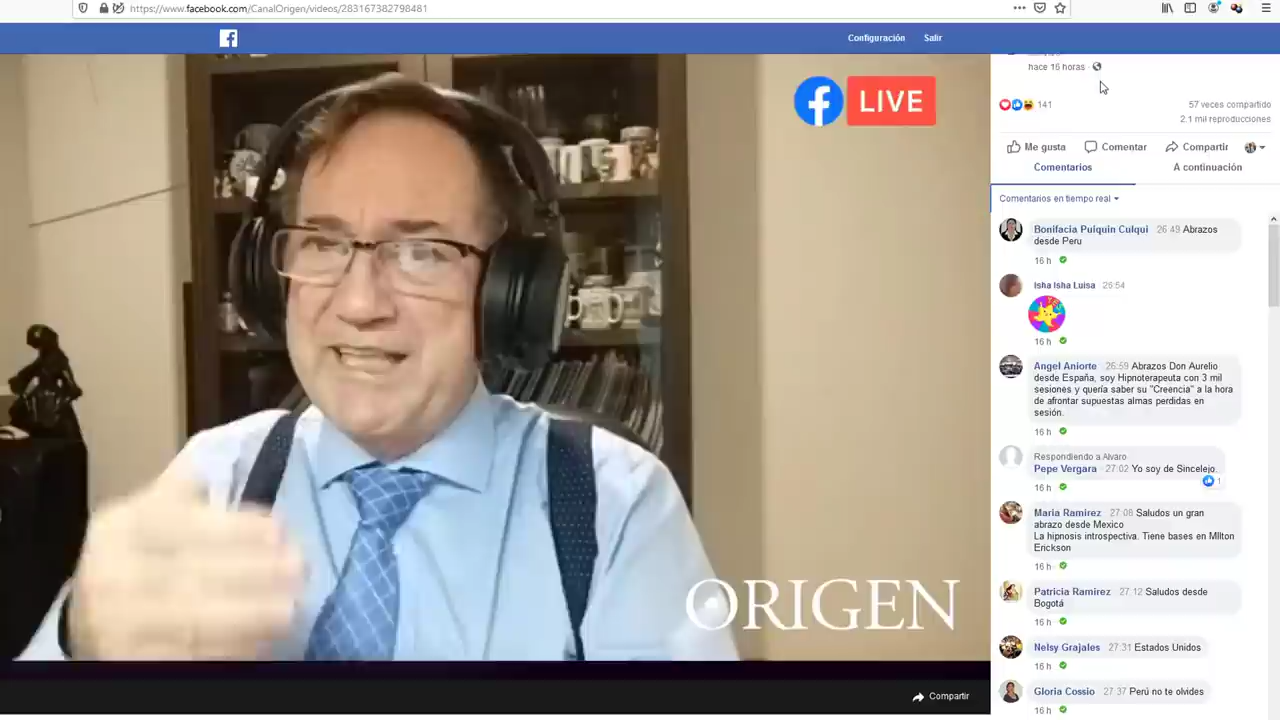 https://www.facebook.com/CanalOrigen/videos/283167382798481
Configuración
Salir
LIVE
ORIGEN
Compartir
hace 16 horas ·
141
57 veces compartido
2.1 mil reproducciones
Me gusta
Comentar
Compartir
Comentarios
A continuación
Comentarios en tiempo real
Bonifacia Puiquin Culqui · 26:49 Abrazos
desde Peru
16 h
isha isha Luisa · 26:54
16 h
Angel Aniorte · 26:59 Abrazos Don Aurelio
desde España, soy Hipnoterapeuta con 3 mil
sesiones y quería saber su "Creencia" a la hora
de afrontar supuestas almas perdidas en
sesión.
16 h
Respondiendo a Alvaro
Pepe Vergara · 27:02 Yo soy de Sincelejo.
1
16 h
Maria Ramirez · 27:08 Saludos un gran
abrazo desde Mexico
La hipnosis introspectiva. Tiene bases en MIlton
Erickson
16 h
Patricia Ramirez · 27:12 Saludos desde
Bogotá
16 h
Nelsy Grajales · 27:31 Estados Unidos
16 h
Gloria Cossio · 27:37 Perú no te olvides
16 h